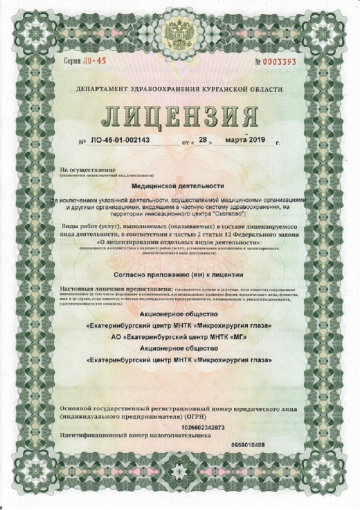 Серия ЛО-45 № 0003393
ДЕПАРТАМЕНТ ЗДРАВООХРАНЕНИЯ КУРГАНСКОЙ ОБЛАСТИ
ЛИЦЕНЗИЯ
№ ЛО-45-01-002143 от « 28 » марта 2019 г.
На осуществление
(указывается лицензируемый вид деятельности)
Медицинской деятельности
(за исключением указанной деятельности, осуществляемой медицинскими организациями
и другими организациями, входящими в частную систему здравоохранения, на
территории инновационного центра "Сколково")
Виды работ (услуг), выполняемых (оказываемых) в составе лицензируемого
вида деятельности, в соответствии с частью 2 статьи 12 Федерального закона
«О лицензировании отдельных видов деятельности»:
Согласно приложению (ям) к лицензии
Настоящая лицензия предоставлена:
Акционерное общество
«Екатеринбургский центр МНТК «Микрохирургия глаза»
АО «Екатеринбургский центр МНТК «МГ»
Акционерное общество
«Екатеринбургский центр МНТК «Микрохирургия глаза»
Основной государственный регистрационный номер юридического лица
(индивидуального предпринимателя) (ОГРН)
1026602342073
Идентификационный номер налогоплательщика